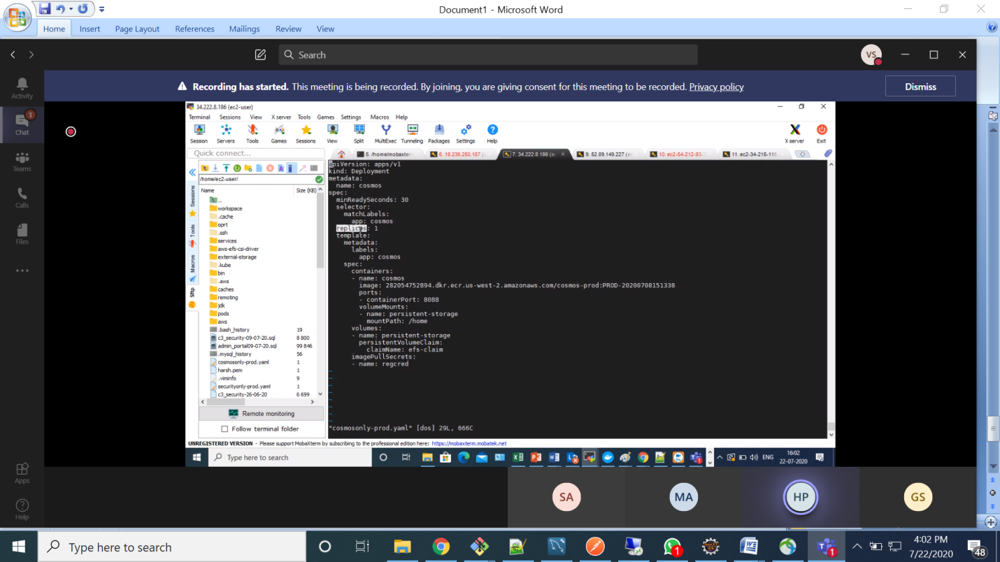 Document1 - Microsoft Word
Home Insert Page Layout References Mailings Review View
Search
VS
Recording has started. This meeting is being recorded. By joining, you are giving consent for this meeting to be recorded. Privacy policy
Dismiss
Activity
1
Chat
Teams
Calls
Files
Apps
Help
34.222.8.186 (ec2-user)
Terminal Sessions View X server Tools Games Settings Macros Help
Session Servers Tools Games Sessions View Split MultiExec Tunneling Packages Settings Help X server Exit
Quick connect...
5. /home/mobaxter 6. 18.236.250.157 7. 34.222.8.186 (ec 9. 52.89.149.227 (ec 10. ec2-54-212-93- 11. ec2-34-215-116
/home/ec2-user/
Name Size (KB)
..
workspace
.cache
oprt
.ssh
services
aws-efs-csi-driver
external-storage
.kube
bin
.aws
caches
remoting
jdk
pods
aws
.bash_history 19
c3_security-09-07-20.sql 8 800
admin_portal09-07-20.sql 99 846
.mysql_history 56
cosmosonly-prod.yaml 1
harsh.pem 1
.viminfo 9
securityonly-prod.yaml 1
c3_security-26-06-20 6 699
Sessions
Tools
Macros
Sftp
Remote monitoring
Follow terminal folder
apiVersion: apps/v1
kind: Deployment
metadata:
name: cosmos
spec:
minReadySeconds: 30
selector:
matchLabels:
app: cosmos
replicas: 1
template:
metadata:
labels:
app: cosmos
spec:
containers:
- name: cosmos
image: 282054752894.dkr.ecr.us-west-2.amazonaws.com/cosmos-prod:PROD-20200708151338
ports:
- containerPort: 8088
volumeMounts:
- name: persistent-storage
mountPath: /home
volumes:
- name: persistent-storage
persistentVolumeClaim:
claimName: efs-claim
imagePullSecrets:
- name: regcred
~
~
~
~
~
~
~
"cosmosonly-prod.yaml" [dos] 29L, 666C
UNREGISTERED VERSION - Please support MobaXterm by subscribing to the professional edition here: https://mobaxterm.mobatek.net
Type here to search
ENG
16:02
22-07-2020
SA
MA
HP
GS
Type here to search
1
1
4:02 PM
7/22/2020
48